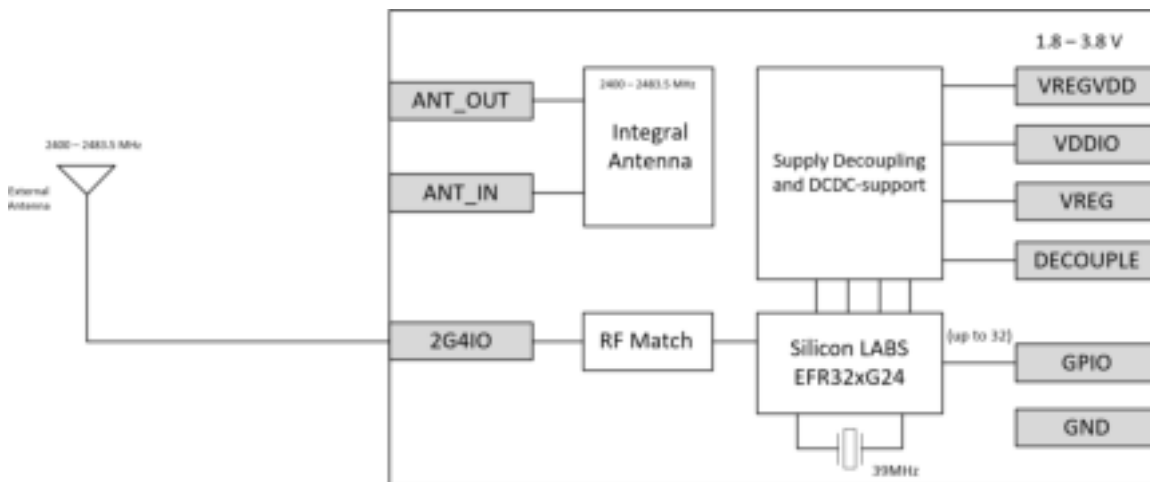 1.8 – 3.8 V
ANT_OUT
2400 – 2483.5 MHz
Integral
Antenna
VREGVDD
2400 – 2483.5 MHz
External
Antenna
ANT_IN
Supply Decoupling
and DCDC-support
VDDIO
VREG
DECOUPLE
2G4IO
RF Match
Silicon LABS
EFR32xG24
(up to 32)
GPIO
GND
39MHz